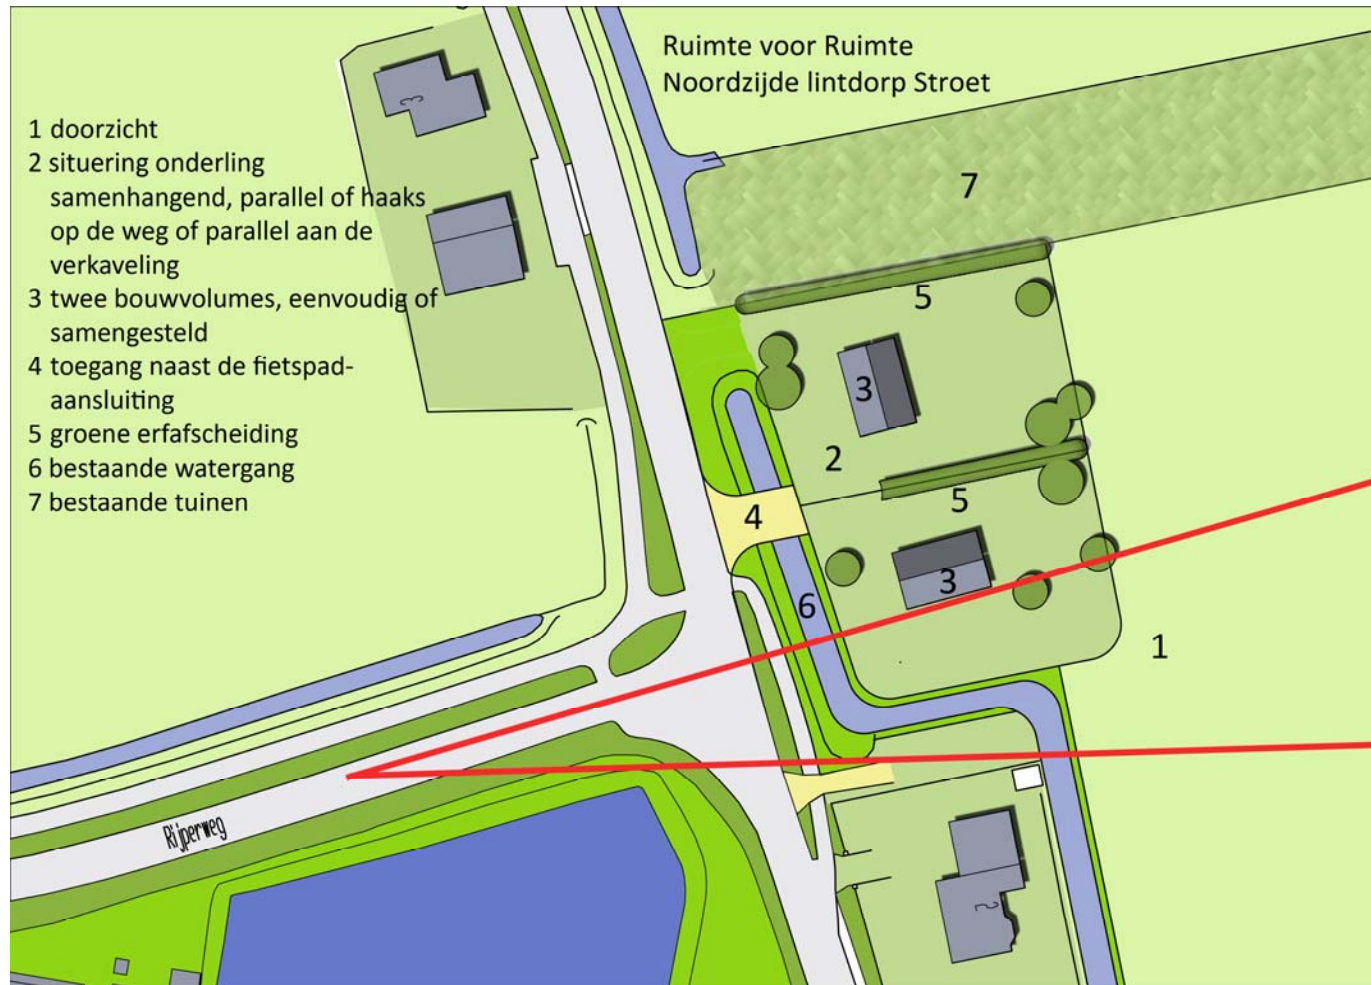 Ruimte voor Ruimte
Noordzijde lintdorp Stroet
1 doorzicht
2 situering onderling
samenhangend, parallel of haaks
op de weg of parallel aan de
verkaveling
3 twee bouwvolumes, eenvoudig of
samengesteld
4 toegang naast de fietspad-
aansluiting
5 groene erfafscheiding
6 bestaande watergang
7 bestaande tuinen
3
7
5
3
2
5
4
3
6
1
Rijperweg
2